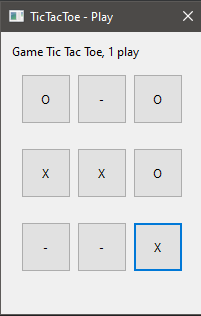 TicTacToe - Play
Game Tic Tac Toe, 1 play
O - O
X X O
- - X